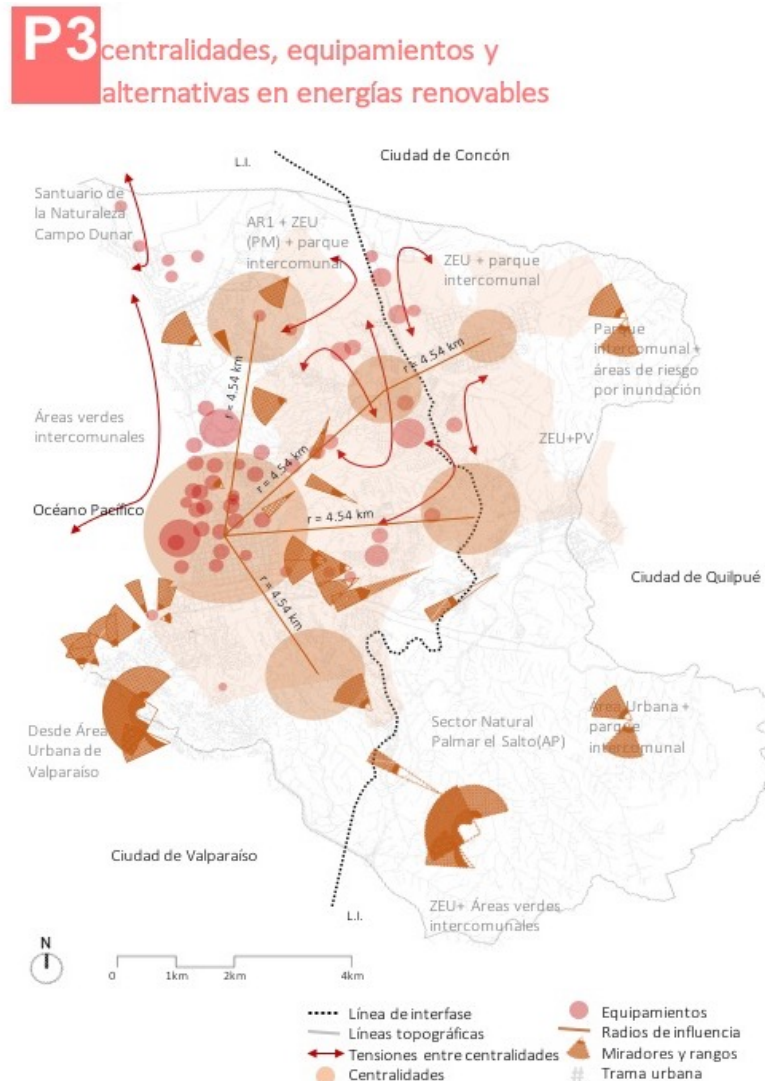 P3
centralidades, equipamientos y
alternativas en energías renovables
L.I.
Ciudad de Concón
Santuario de
la Naturaleza
Campo Dunar
AR1 + ZEU
(PM) + parque
intercomunal
ZEU + parque
intercomunal
Parque
intercomunal +
áreas de riesgo
por inundación
r = 4.54 km
r = 4.54 km
Áreas verdes
intercomunales
ZEU+PV
r = 4.54 km
Océano Pacífico
r = 4.54 km
Ciudad de Quilpué
r = 4.54 km
Desde Área
Urbana de
Valparaíso
Sector Natural
Palmar el Salto(AP)
Área Urbana +
parque
intercomunal
Ciudad de Valparaíso
ZEU+ Áreas verdes
intercomunales
L.I.
N
0 1km 2km 4km
Línea de interfase
Líneas topográficas
Tensiones entre centralidades
Centralidades
Equipamientos
Radios de influencia
Miradores y rangos
Trama urbana